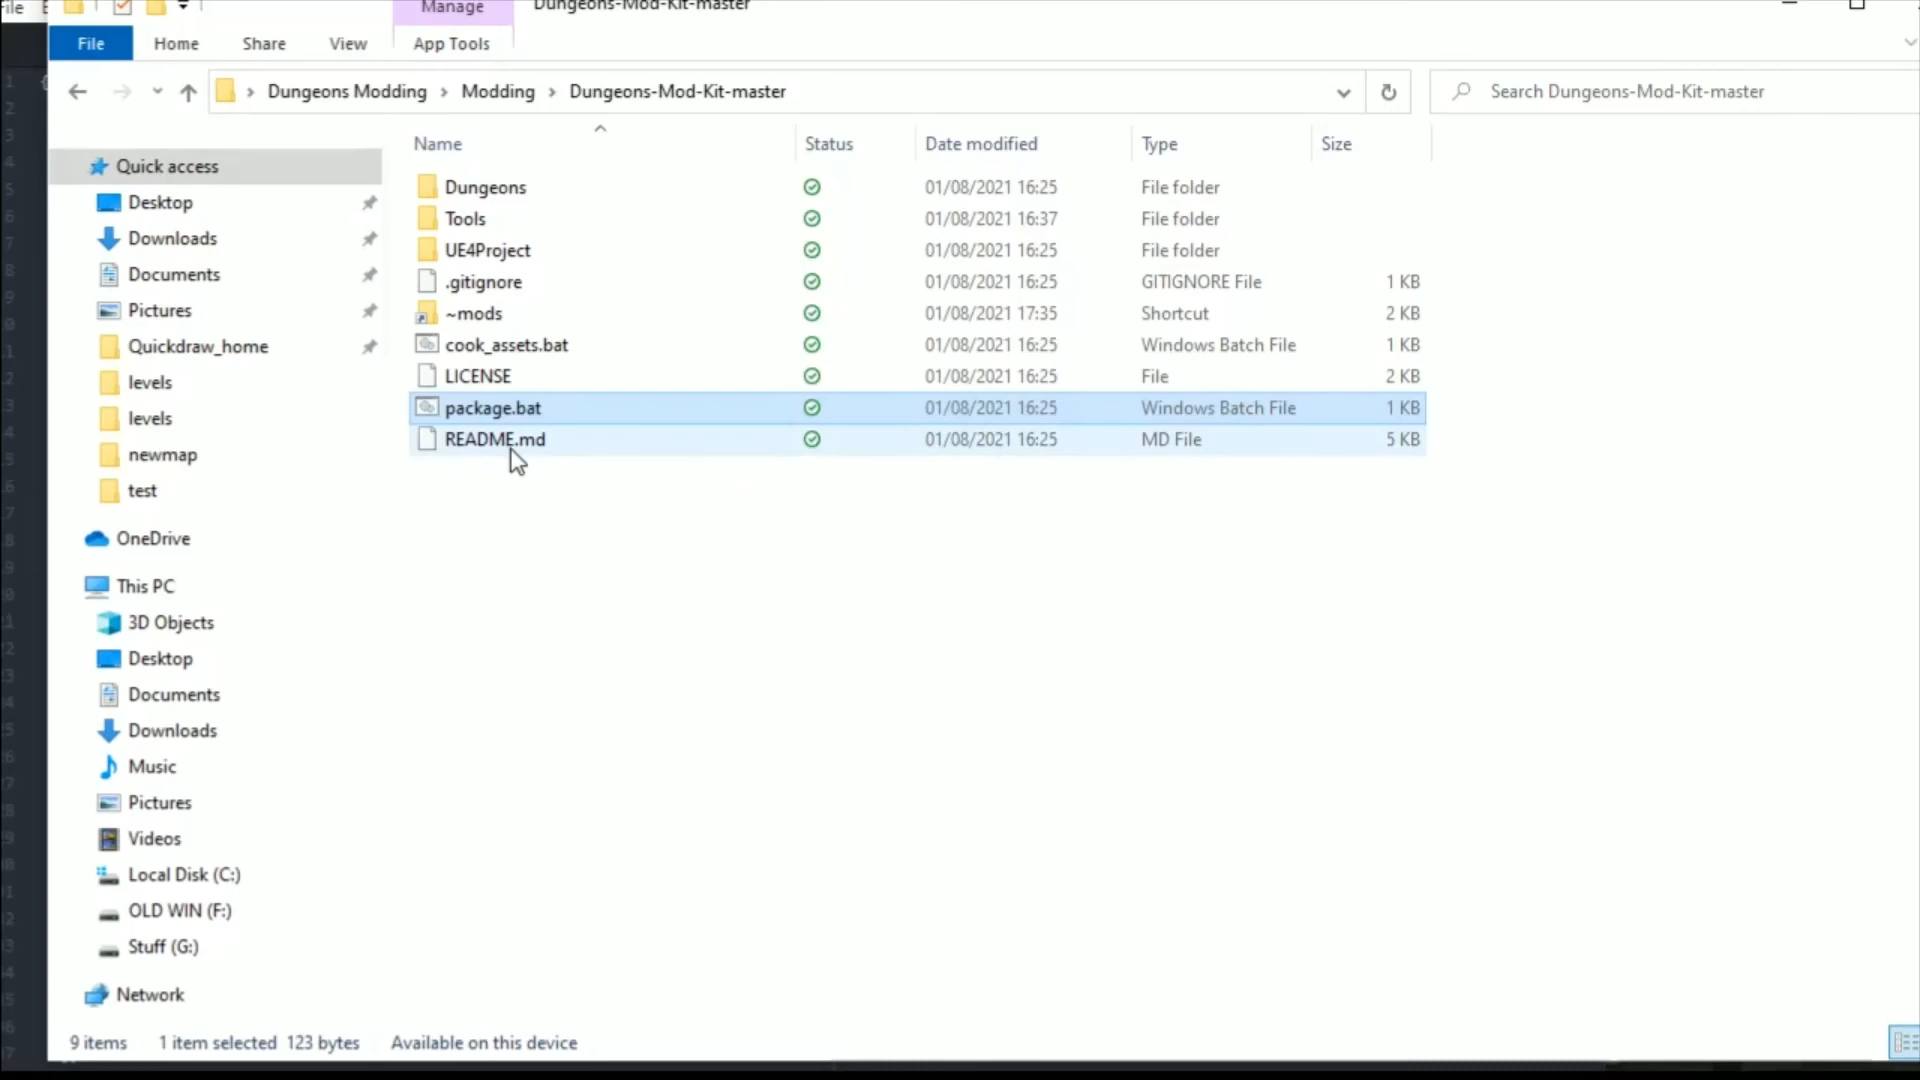 ile
Manage
Dungeons-Mod-Kit-master
File Home Share View App Tools
Dungeons Modding > Modding > Dungeons-Mod-Kit-master
Search Dungeons-Mod-Kit-master
Name Status Date modified Type Size
Dungeons 01/08/2021 16:25 File folder
Tools 01/08/2021 16:37 File folder
UE4Project 01/08/2021 16:25 File folder
.gitignore 01/08/2021 16:25 GITIGNORE File 1 KB
~mods 01/08/2021 17:35 Shortcut 2 KB
cook_assets.bat 01/08/2021 16:25 Windows Batch File 1 KB
LICENSE 01/08/2021 16:25 File 2 KB
package.bat 01/08/2021 16:25 Windows Batch File 1 KB
README.md 01/08/2021 16:25 MD File 5 KB
Quick access
Desktop
Downloads
Documents
Pictures
Quickdraw_home
levels
levels
newmap
test
OneDrive
This PC
3D Objects
Desktop
Documents
Downloads
Music
Pictures
Videos
Local Disk (C:)
OLD WIN (F:)
Stuff (G:)
Network
9 items 1 item selected 123 bytes Available on this device